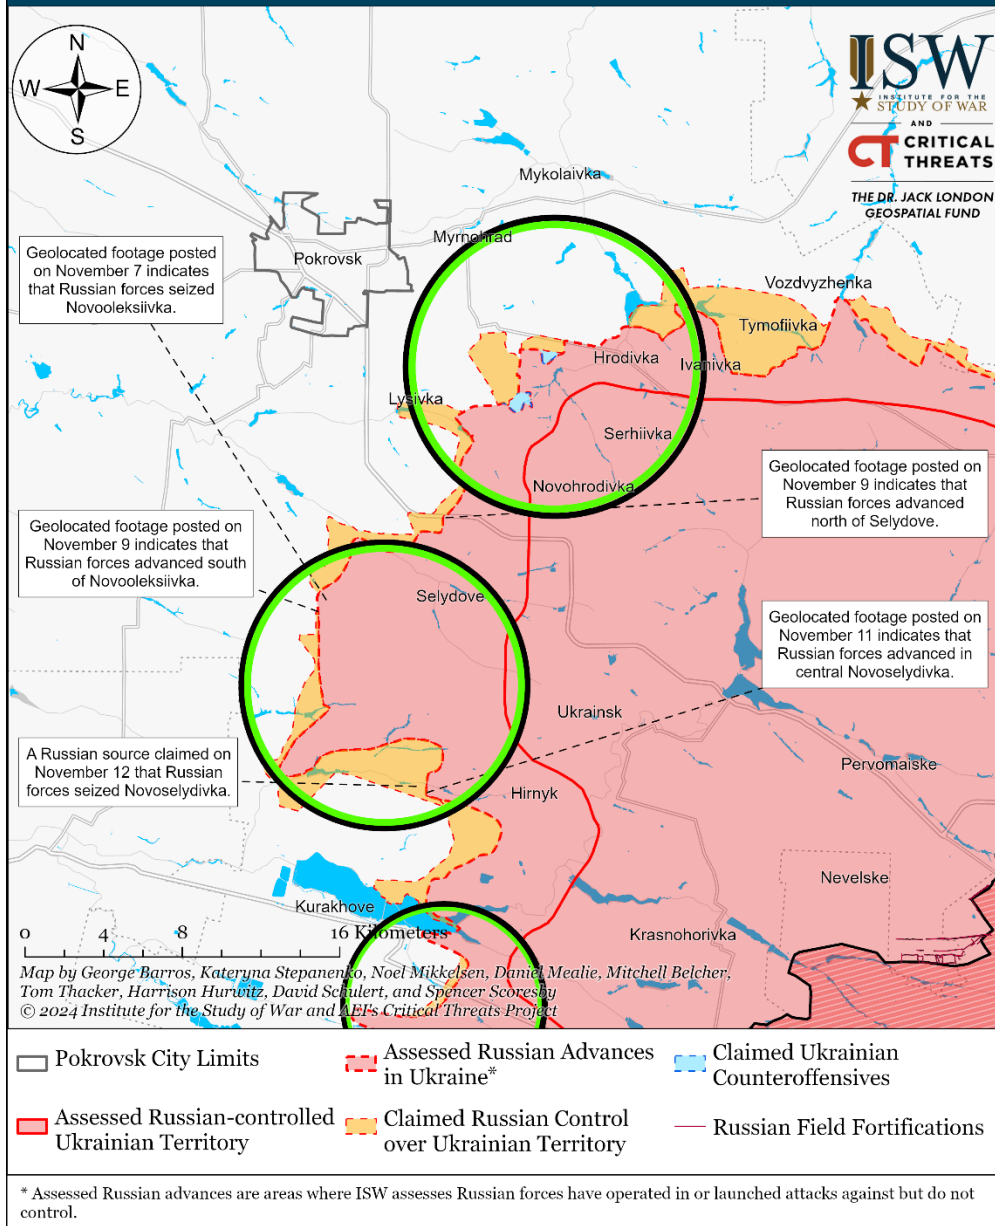 N
W E
S
ISW
INSTITUTE FOR THE
STUDY OF WAR
AND
CT CRITICAL
THREATS
THE DR. JACK LONDON
GEOSPATIAL FUND
Mykolaivka
Myrnohrad
Pokrovsk
Geolocated footage posted
on November 7 indicates
that Russian forces seized
Novooleksiivka.
Vozdvyzhenka
Tymofiivka
Hrodivka
Ivanivka
Lysivka
Serhiivka
Novohrodivka
Geolocated footage posted on
November 9 indicates that
Russian forces advanced
north of Selydove.
Geolocated footage posted on
November 9 indicates that
Russian forces advanced south
of Novooleksiivka.
Selydove
Geolocated footage posted on
November 11 indicates that
Russian forces advanced in
central Novoselydivka.
Ukrainsk
A Russian source claimed on
November 12 that Russian
forces seized Novoselydivka.
Pervomaiske
Hirnyk
Nevelske
Kurakhove
Krasnohorivka
0 4 8 16 Kilometers
Map by George Barros, Kateryna Stepanenko, Noel Mikkelsen, Daniel Mealie, Mitchell Belcher,
Tom Thacker, Harrison Hurwitz, David Schulert, and Spencer Scoresby
© 2024 Institute for the Study of War and AEI's Critical Threats Project
Pokrovsk City Limits
Assessed Russian Advances
in Ukraine*
Claimed Ukrainian
Counteroffensives
Assessed Russian-controlled
Ukrainian Territory
Claimed Russian Control
over Ukrainian Territory
Russian Field Fortifications
* Assessed Russian advances are areas where ISW assesses Russian forces have operated in or launched attacks against but do not
control.